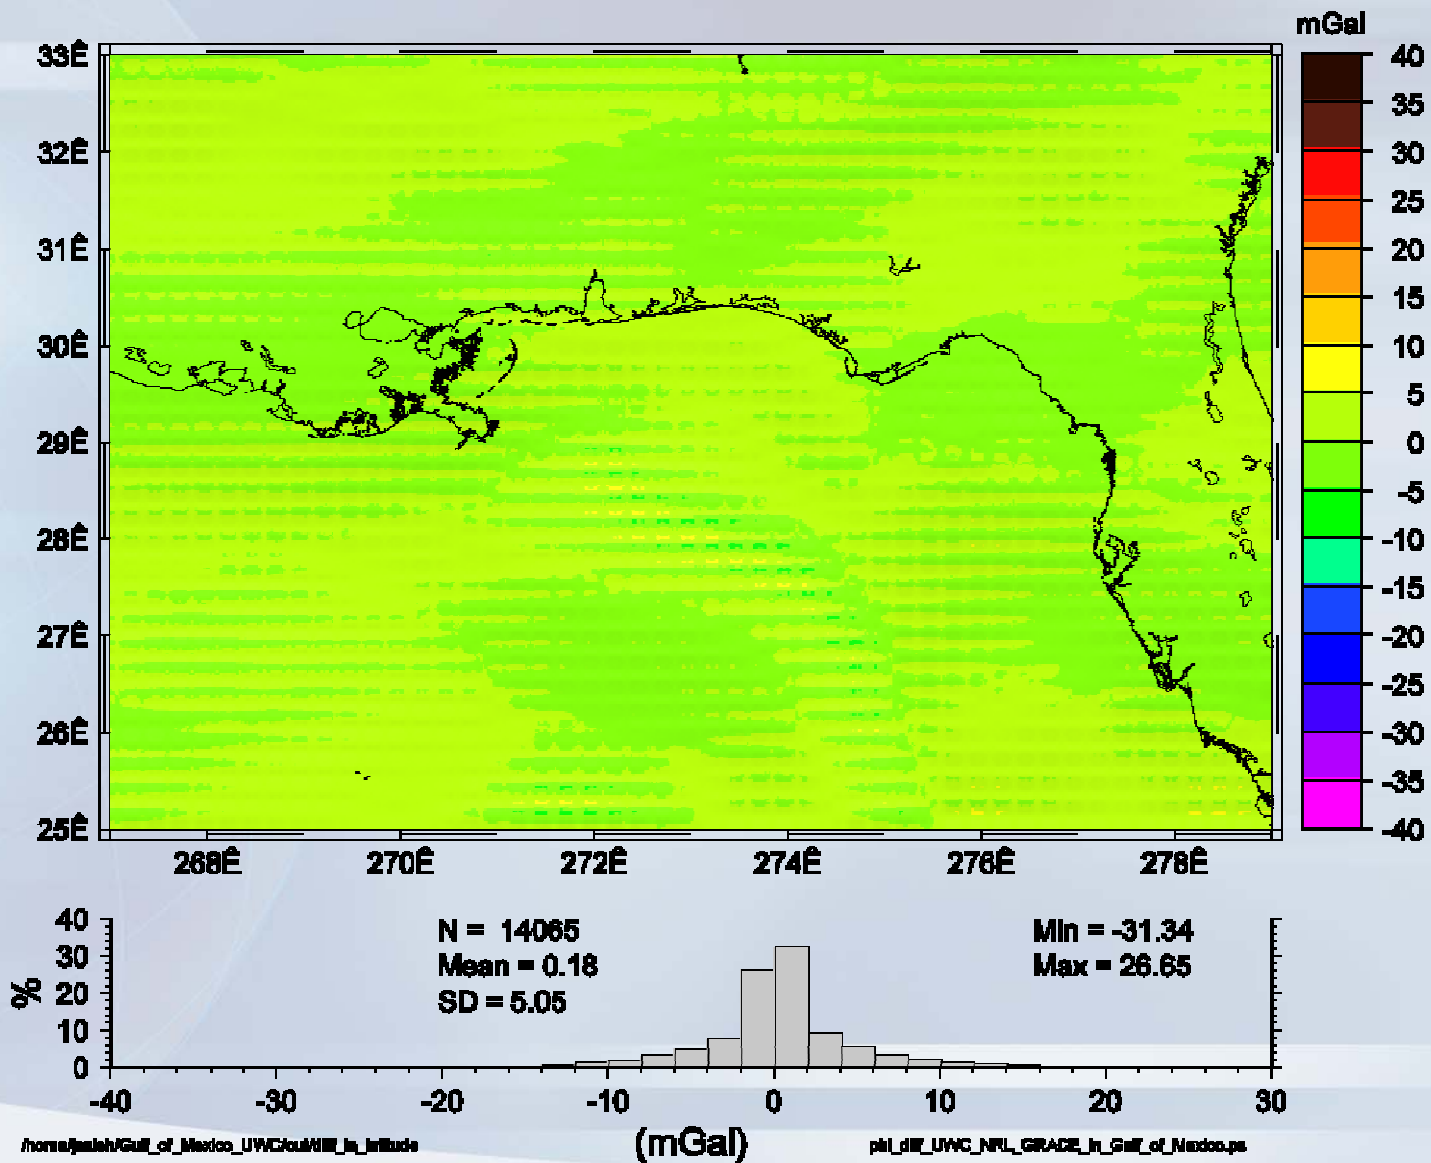 mGal
33Ê
32Ê
31Ê
30Ê
29Ê
28Ê
27Ê
26Ê
25Ê
268Ê 270Ê 272Ê 274Ê 276Ê 278Ê
40
35
30
25
20
15
10
5
0
-5
-10
-15
-20
-25
-30
-35
-40
40
30
20
10
0
%
N = 14065
Mean = 0.18
SD = 5.05
Min = -31.34
Max = 26.65
-40 -30 -20 -10 0 10 20 30
(mGal)
phi_diff_UWC_NRL_GRACE_in_Gulf_of_Mexico.ps